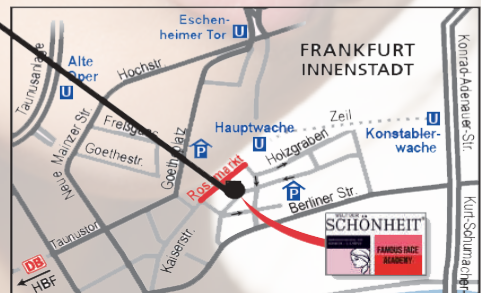 Eschen-
heimer Tor U
FRANKFURT
INNENSTADT
Taunusanlage
Alte
Oper
U
Hochstr.
Konrad-Adenauer-Str.
Neue Mainzer Str.
Freßgass
Goethestr.
Goetheplatz
P
Hauptwache
U
Zeil
U
Konstabler-
wache
Holzgraben
Rossmarkt
P
Berliner Str.
Taunustor
Kaiserstr.
DB
HBF
SCHÖNHEIT
FAMOUS FACE
ACADEMY
Kurt-Schumacher-